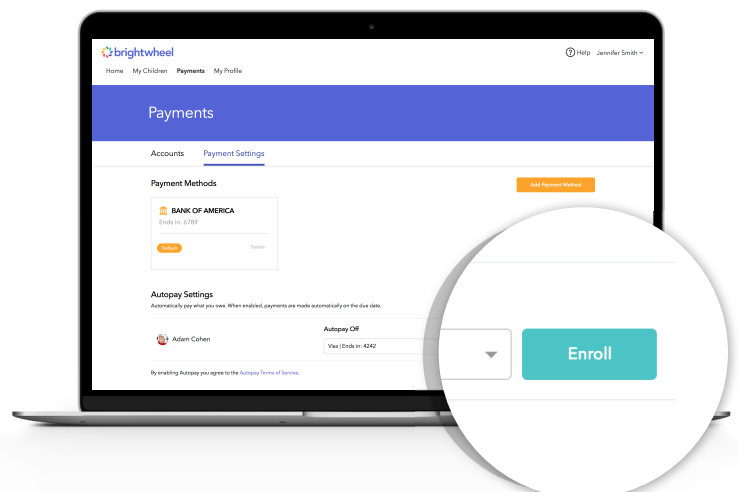 brightwheel
Help Jennifer Smith
Home My Children Payments My Profile
Payments
Accounts Payment Settings
Payment Methods
Add Payment Method
BANK OF AMERICA
Ends in: 6789
Default Delete
Autopay Settings
Automatically pay what you owe. When enabled, payments are made automatically on the due date.
Autopay Off
Adam Cohen
Visa | Ends in: 4242
Enroll
By enabling Autopay you agree to the Autopay Terms of Service.